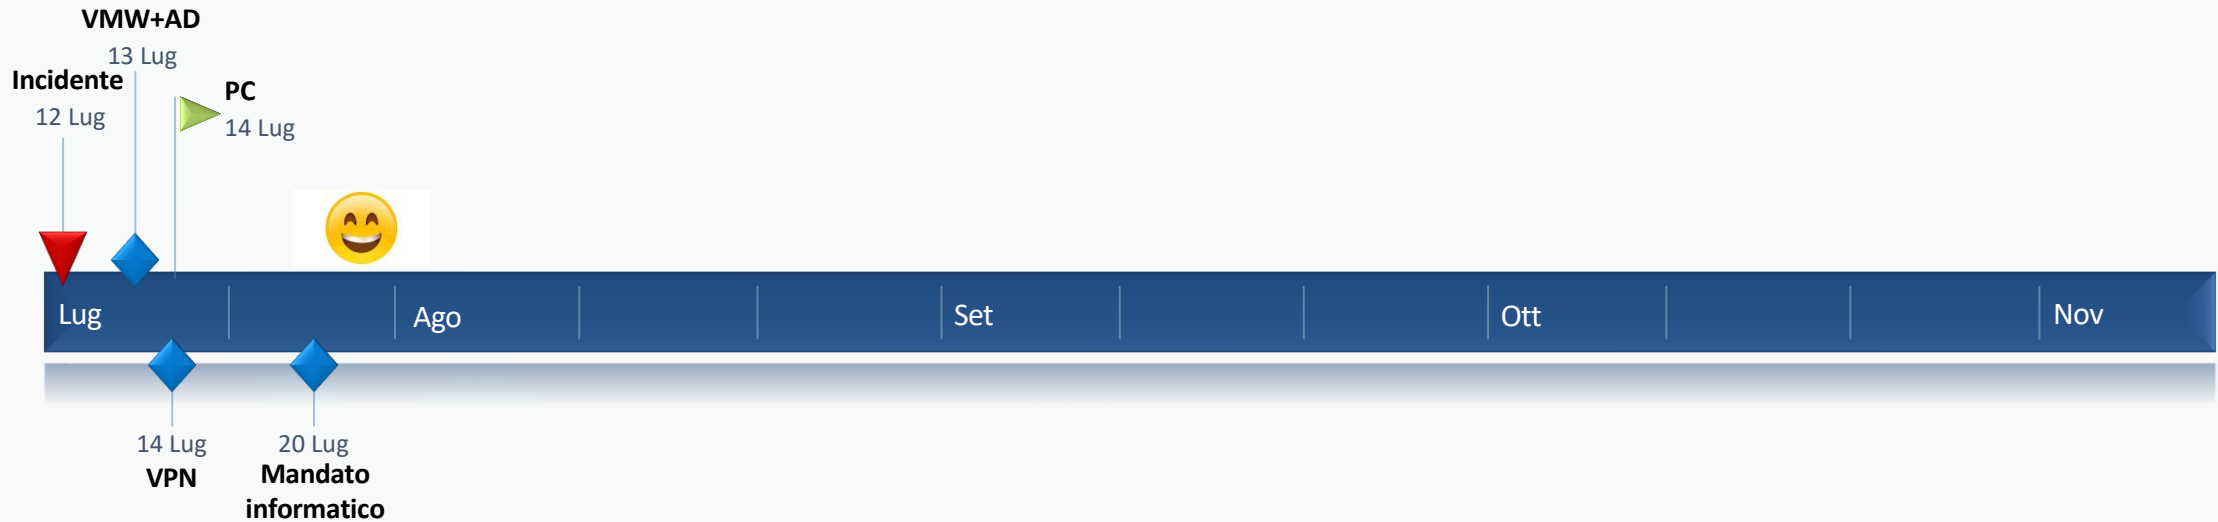 VMW+AD
13 Lug
Incidente
12 Lug
PC
14 Lug
Lug
Ago
Set
Ott
Nov
14 Lug
VPN
20 Lug
Mandato
informatico